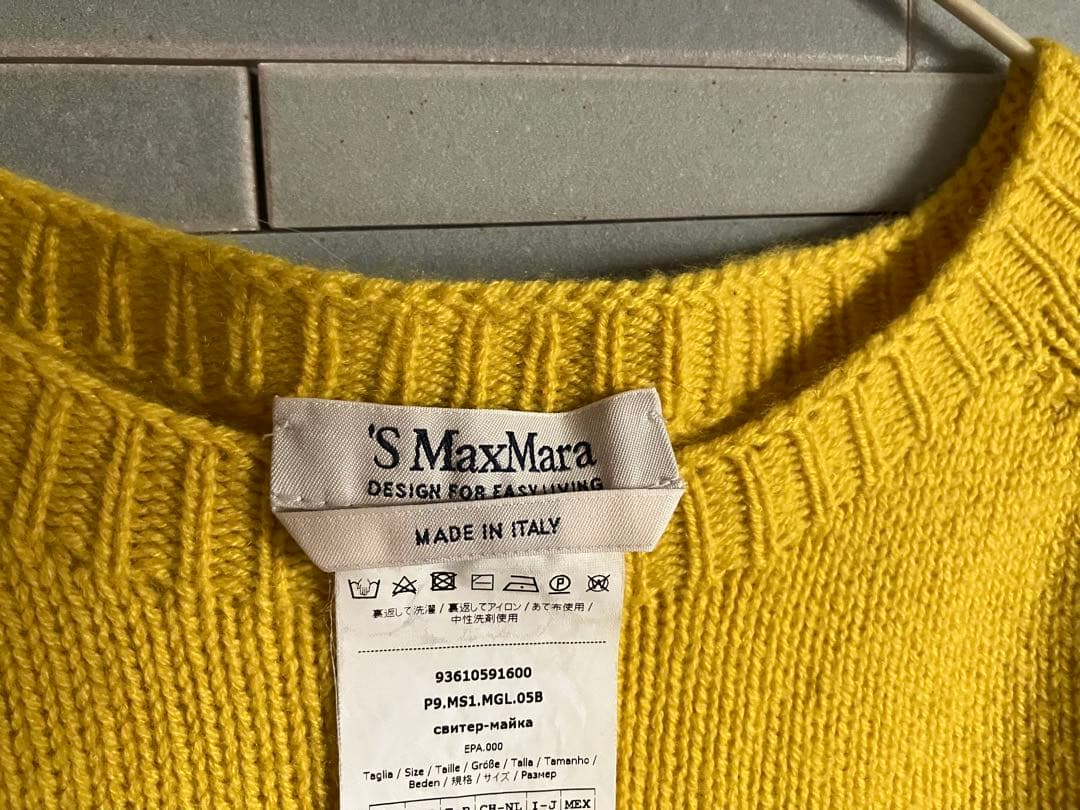 'S MaxMara
DESIGN FOR EASY LIVING
MADE IN ITALY
裏返して洗濯 / 裏返してアイロン / あて布使用 /
中性洗剤使用
93610591600
P9.MS1.MGL.05B
свитер-майка
EPA.000
Taglia / Size / Taille / Größe / Talla / Tamanho /
Beden / 規格 / サイズ / Размер
CH-NL I-J MEX